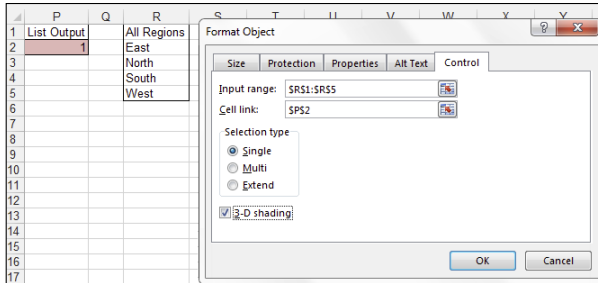 P Q R S T U V W X Y
1 List Output All Regions
2 1 East
3 North
4 South
5 West
6
7
8
9
10
11
12
13
14
15
16
17
Format Object
? X
Size Protection Properties Alt Text Control
Input range: $R$1:$R$5
Cell link: $P$2
Selection type
Single
Multi
Extend
3-D shading
OK Cancel